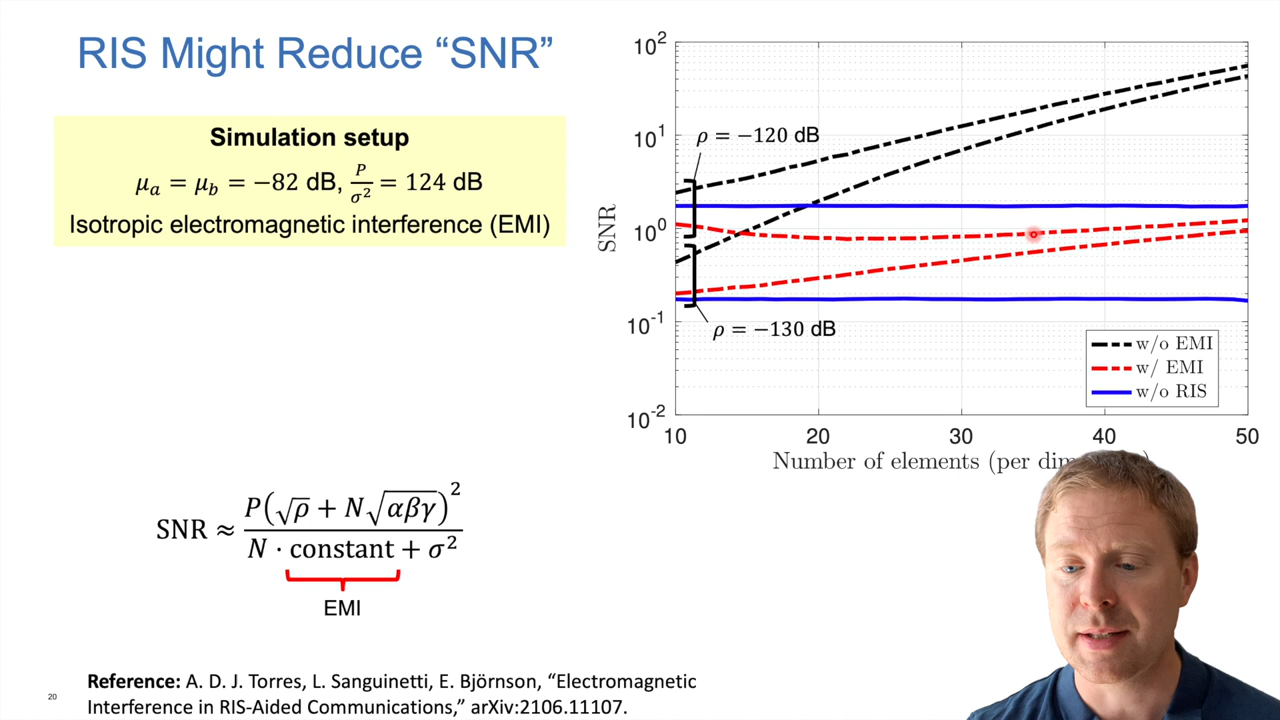 RIS Might Reduce “SNR”
Simulation setup
μₐ = μ_b = −82 dB, P/σ² = 124 dB
Isotropic electromagnetic interference (EMI)
SNR ≈ P(√ρ + N√αβγ)² / N · constant + σ²
EMI
10²
10¹
10⁰
10⁻¹
10⁻²
SNR
ρ = −120 dB
ρ = −130 dB
w/o EMI
w/ EMI
w/o RIS
10 20 30 40 50
Number of elements (per
Reference: A. D. J. Torres, L. Sanguinetti, E. Björnson, “Electromagnetic
Interference in RIS-Aided Communications,” arXiv:2106.11107.
20